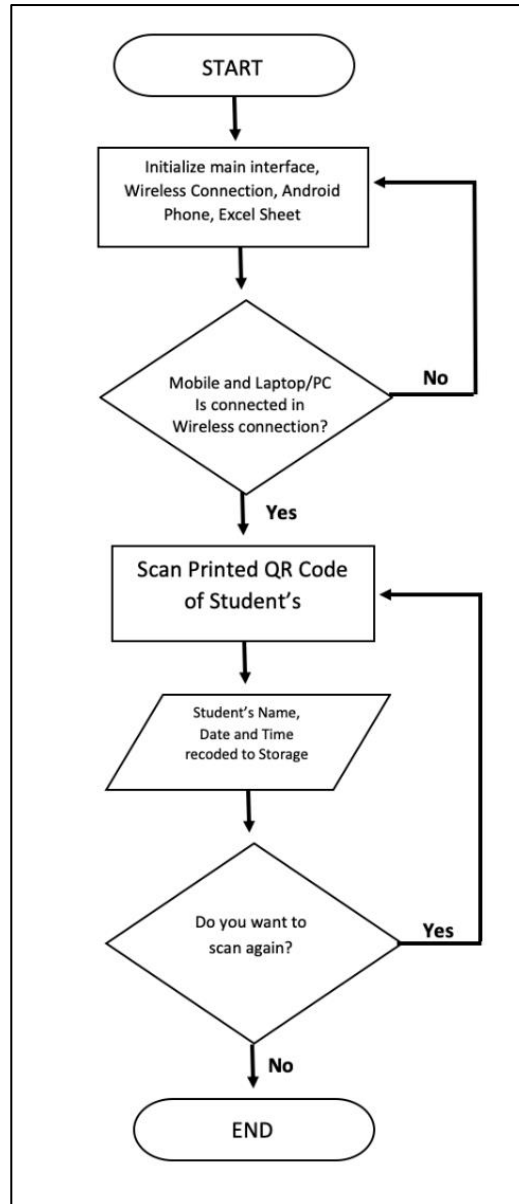 START
Initialize main interface,
Wireless Connection, Android
Phone, Excel Sheet
Mobile and Laptop/PC
Is connected in
Wireless connection?
No
Yes
Scan Printed QR Code
of Student's
Student's Name,
Date and Time
recoded to Storage
Do you want to
scan again?
Yes
No
END